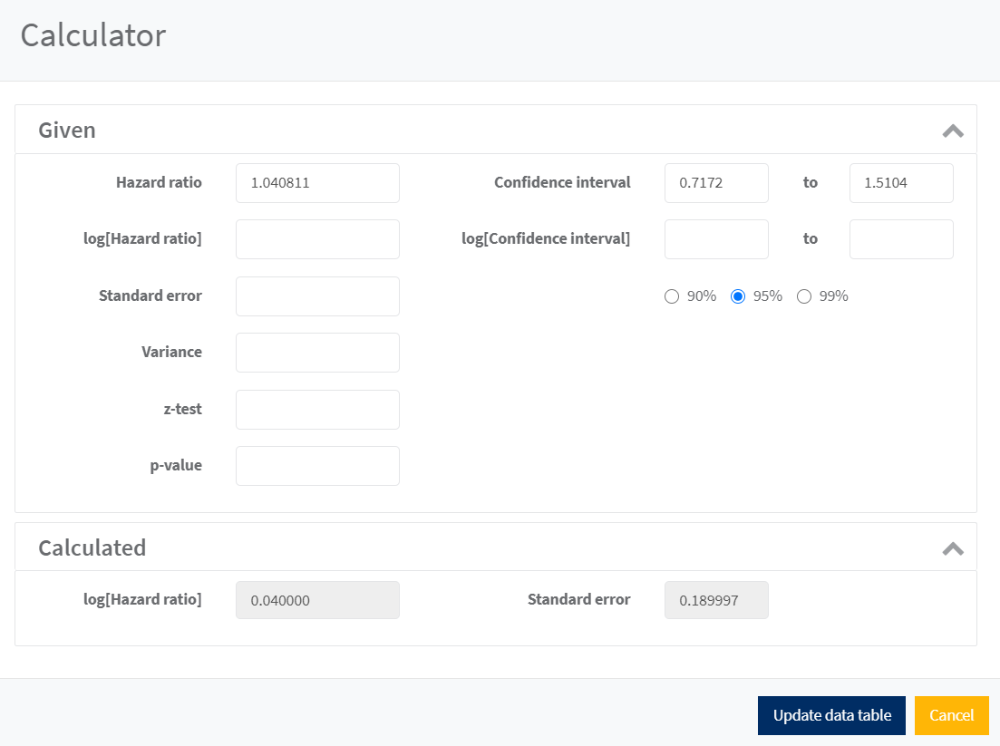 Calculator
Given
Hazard ratio 1.040811 Confidence interval 0.7172 to 1.5104
log[Hazard ratio] log[Confidence interval] to
Standard error 90% 95% 99%
Variance
z-test
p-value
Calculated
log[Hazard ratio] 0.040000 Standard error 0.189997
Update data table Cancel